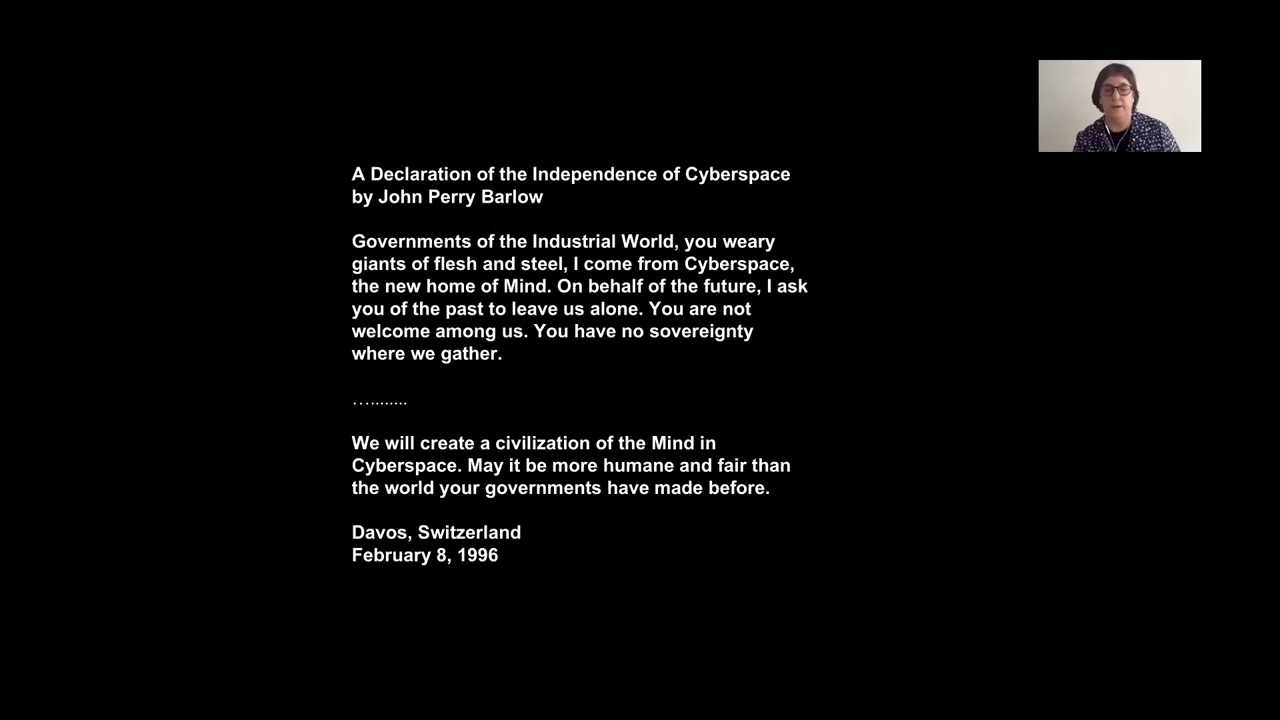 A Declaration of the Independence of Cyberspace
by John Perry Barlow
Governments of the Industrial World, you weary
giants of flesh and steel, I come from Cyberspace,
the new home of Mind. On behalf of the future, I ask
you of the past to leave us alone. You are not
welcome among us. You have no sovereignty
where we gather.
…........
We will create a civilization of the Mind in
Cyberspace. May it be more humane and fair than
the world your governments have made before.
Davos, Switzerland
February 8, 1996